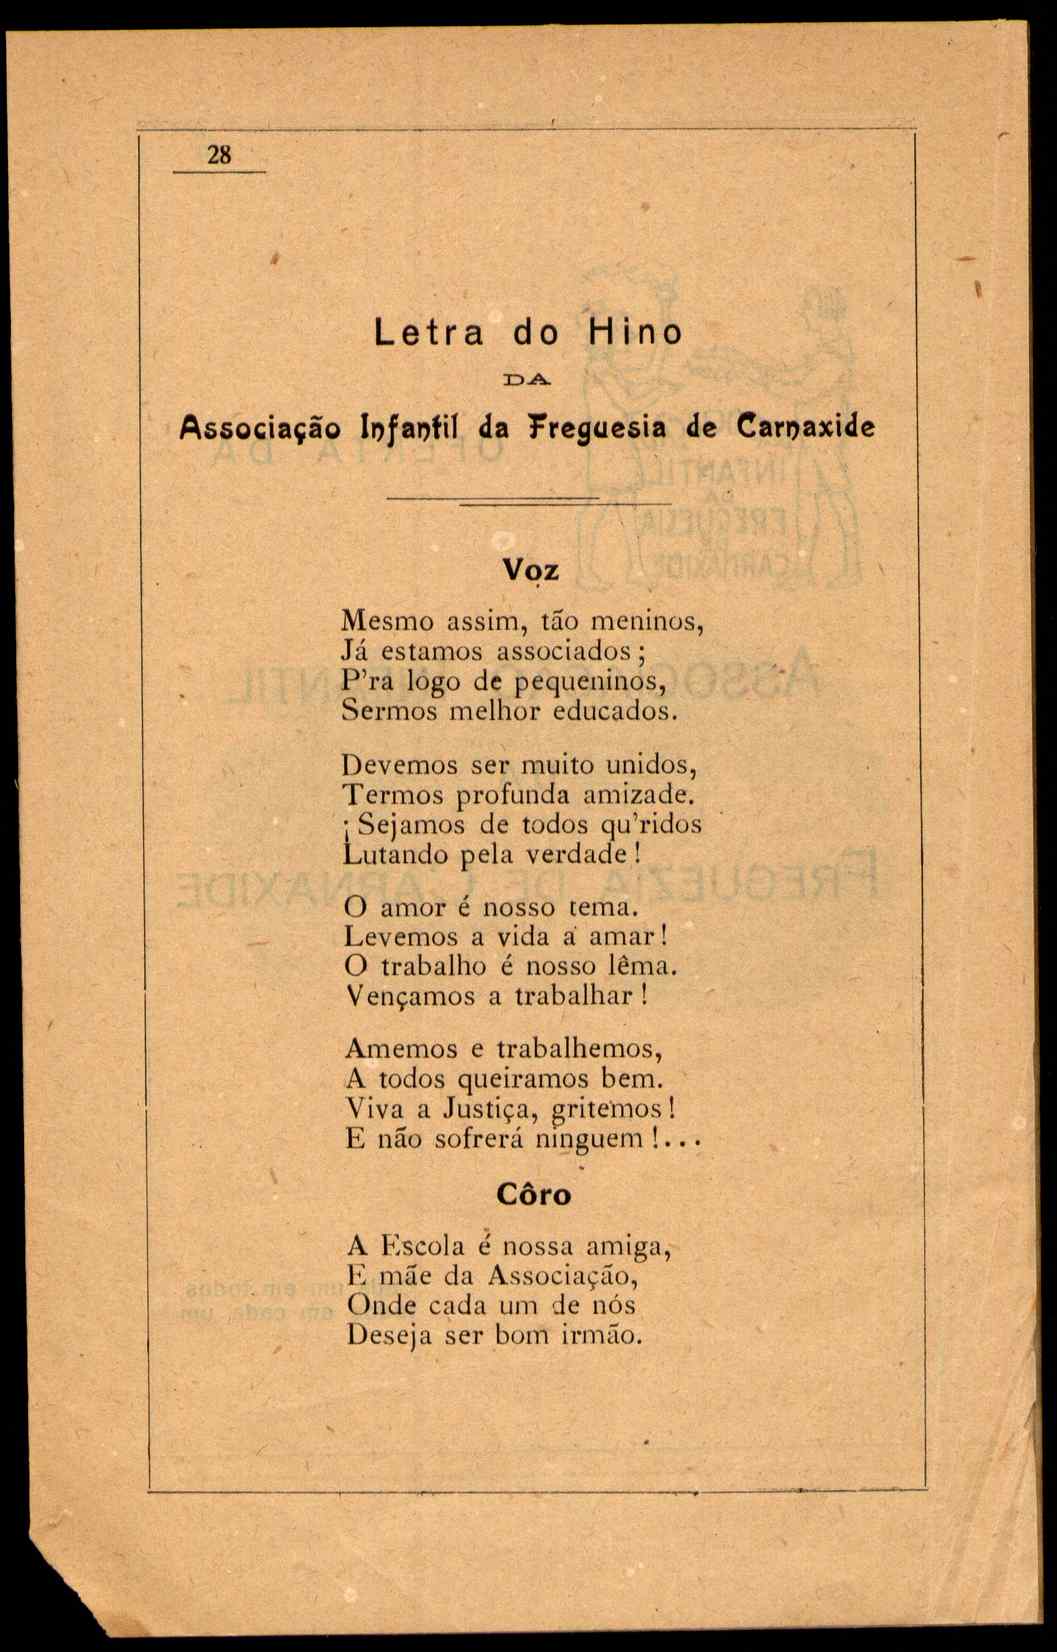 28
Letra do Hino
DA
Associação Infantil da Freguesia de Carnaxide
Voz
Mesmo assim, tão meninos,
Já estamos associados;
P'ra logo de pequeninos,
Sermos melhor educados.
Devemos ser muito unidos,
Termos profunda amizade.
¡Sejamos de todos qu'ridos
Lutando pela verdade!
O amor é nosso tema.
Levemos a vida a amar!
O trabalho é nosso lêma.
Vençamos a trabalhar!
Amemos e trabalhemos,
A todos queiramos bem.
Viva a Justiça, gritemos!
E não sofrerá ninguem!...
Côro
A Escola é nossa amiga,
E mãe da Associação,
Onde cada um de nós
Deseja ser bom irmão.